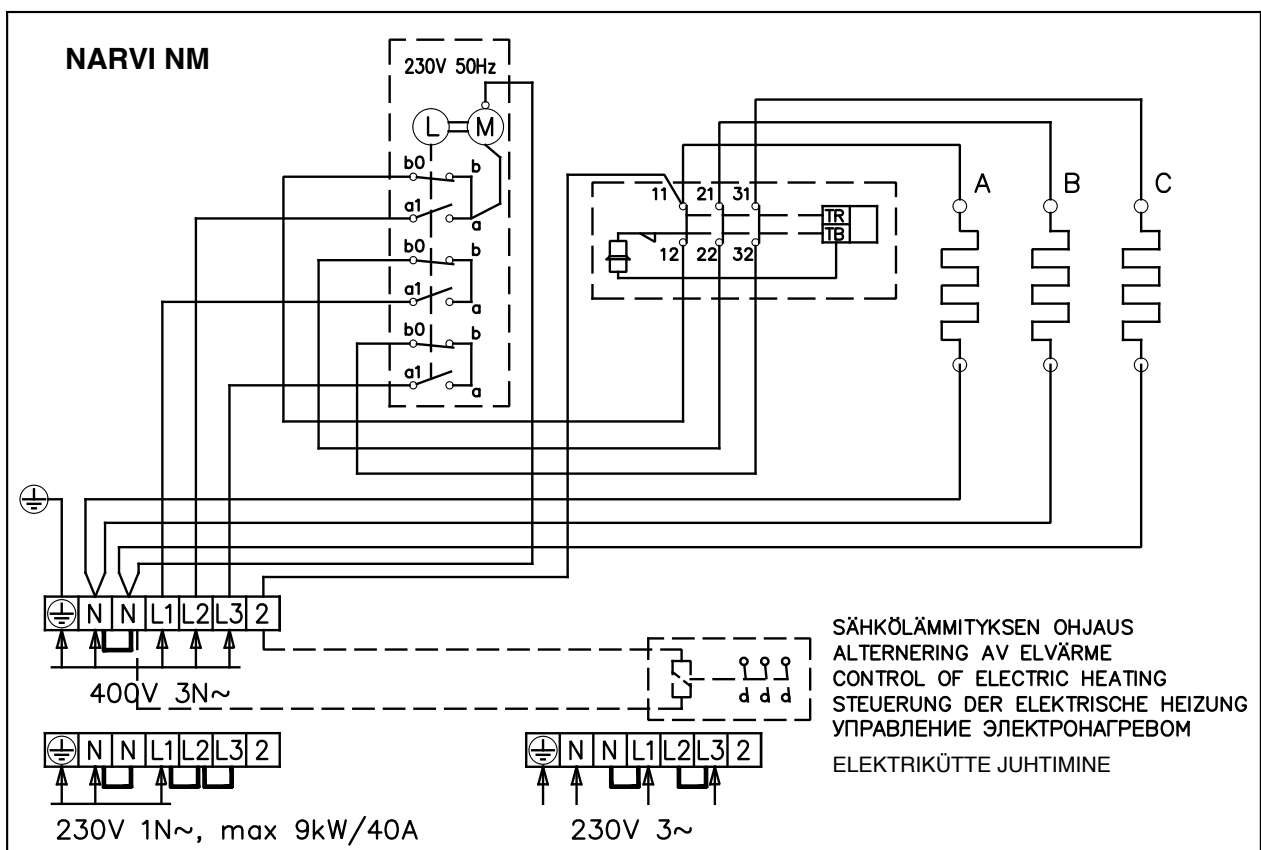 NARVI NM
230V 50Hz
L M
b0 b
a1 a
b0 b
a1 a
b0 b
a1 a
11 21 31
TR
TB
12 22 32
A B C
N N L1 L2 L3 2
400V 3N~
d d d
SÄHKÖLÄMMITYKSEN OHJAUS
ALTERNERING AV ELVÄRME
CONTROL OF ELECTRIC HEATING
STEUERUNG DER ELEKTRISCHE HEIZUNG
УПРАВЛЕНИЕ ЭЛЕКТРОНАГРЕВОМ
ELEKTRIKÜTTE JUHTIMINE
N N L1 L2 L3 2
230V 1N~, max 9kW/40A
N N L1 L2 L3 2
230V 3~